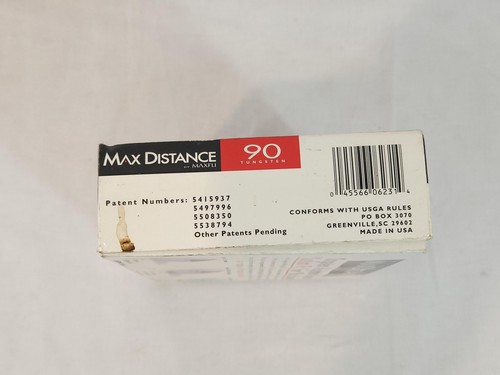 MAX DISTANCE
BY MAXFLI
90
TUNGSTEN
0 45566 06231 4
Patent Numbers: 5415937
5497996
5508350
5538794
Other Patents Pending
CONFORMS WITH USGA RULES
PO BOX 3070
GREENVILLE, SC 29602
MADE IN USA